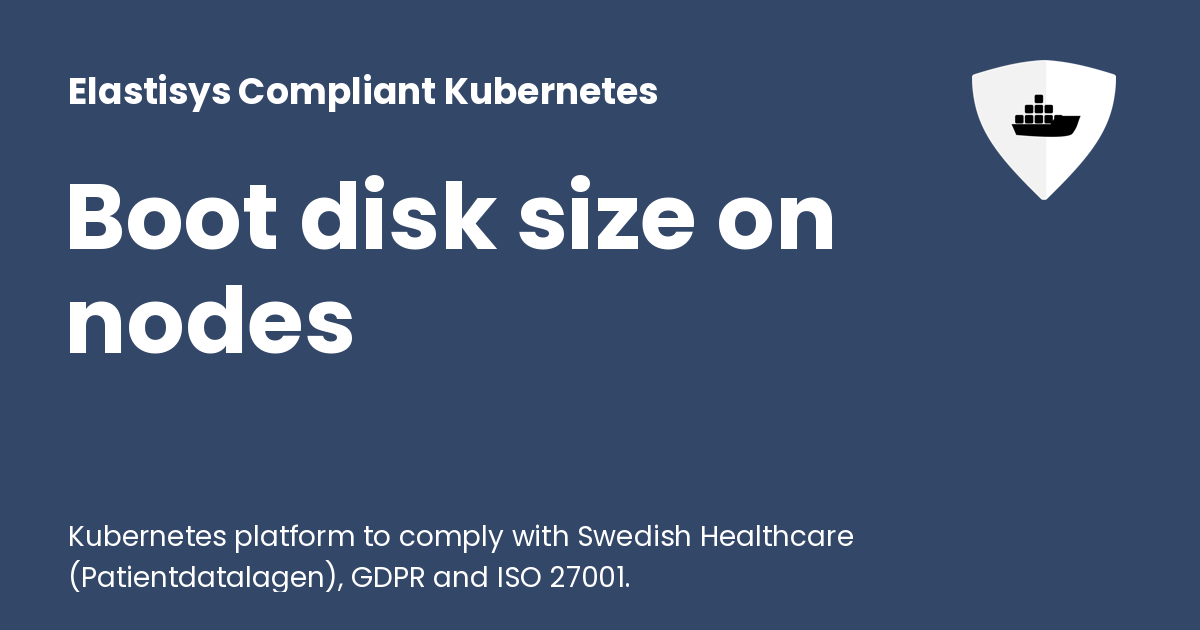 Elastisys Compliant Kubernetes
Boot disk size on
nodes
Kubernetes platform to comply with Swedish Healthcare
(Patientdatalagen), GDPR and ISO 27001.